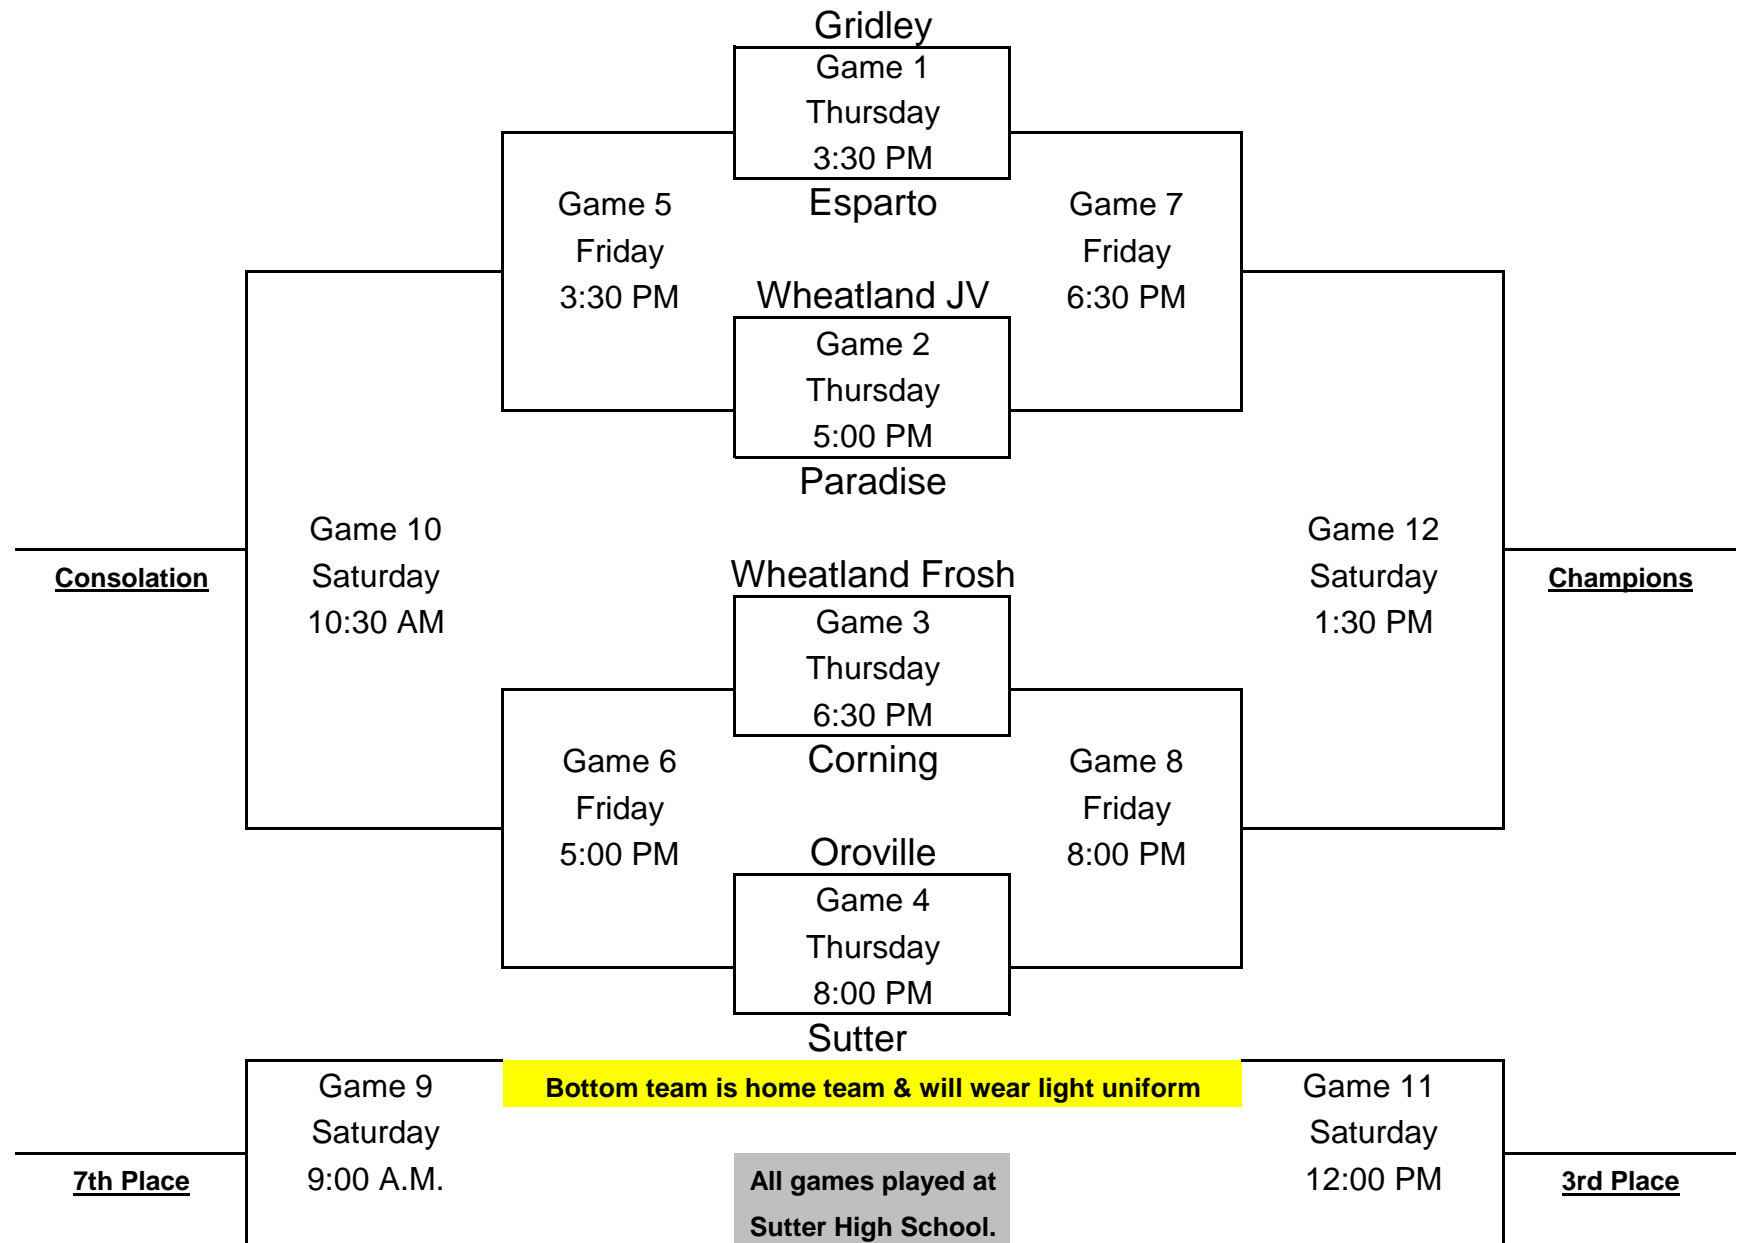 Gridley
Game 1
Thursday
3:30 PM
Esparto
Game 5
Friday
3:30 PM
Game 7
Friday
6:30 PM
Wheatland JV
Game 2
Thursday
5:00 PM
Paradise
Game 10
Saturday
10:30 AM
Consolation
Game 12
Saturday
1:30 PM
Champions
Wheatland Frosh
Game 3
Thursday
6:30 PM
Corning
Game 6
Friday
5:00 PM
Game 8
Friday
8:00 PM
Oroville
Game 4
Thursday
8:00 PM
Sutter
Bottom team is home team & will wear light uniform
Game 9
Saturday
9:00 A.M.
7th Place
Game 11
Saturday
12:00 PM
3rd Place
All games played at
Sutter High School.